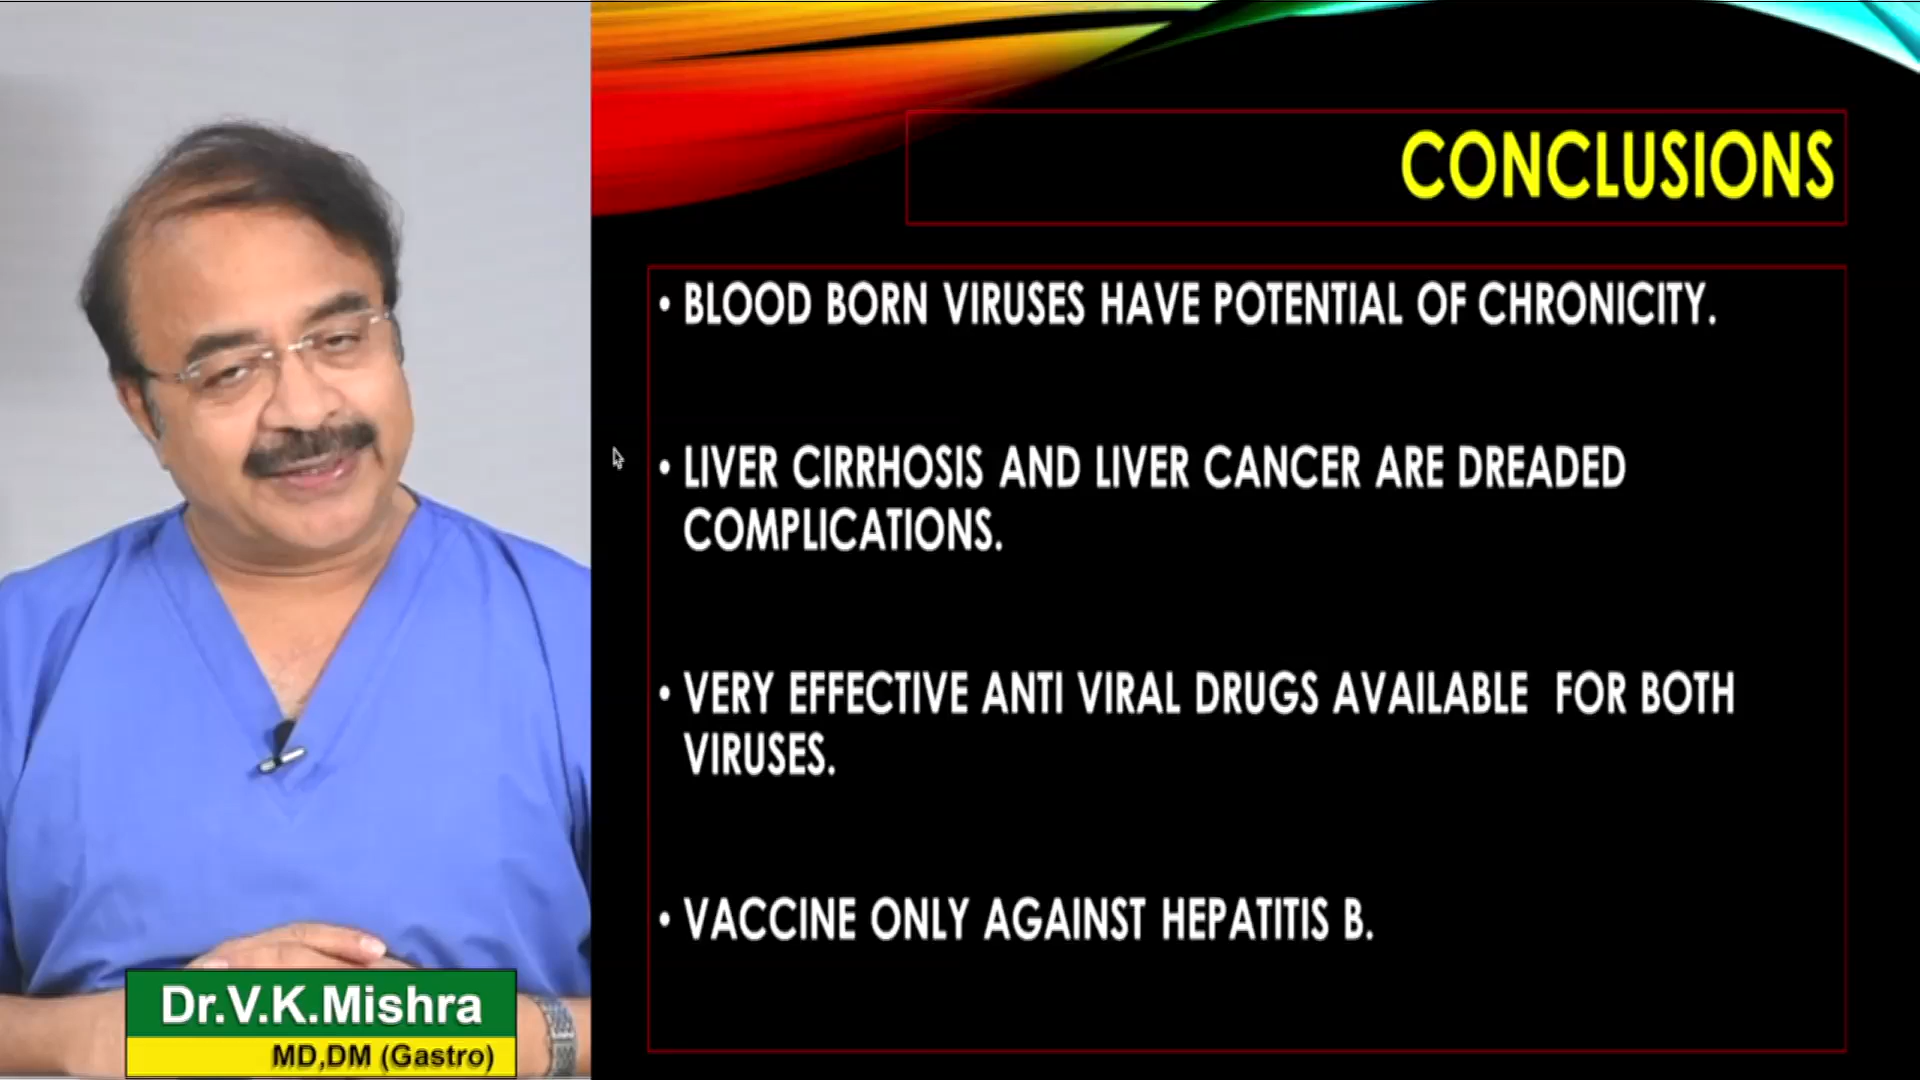 CONCLUSIONS
• BLOOD BORN VIRUSES HAVE POTENTIAL OF CHRONICITY.
• LIVER CIRRHOSIS AND LIVER CANCER ARE DREADED
COMPLICATIONS.
• VERY EFFECTIVE ANTI VIRAL DRUGS AVAILABLE FOR BOTH
VIRUSES.
• VACCINE ONLY AGAINST HEPATITIS B.
Dr.V.K.Mishra
MD,DM (Gastro)